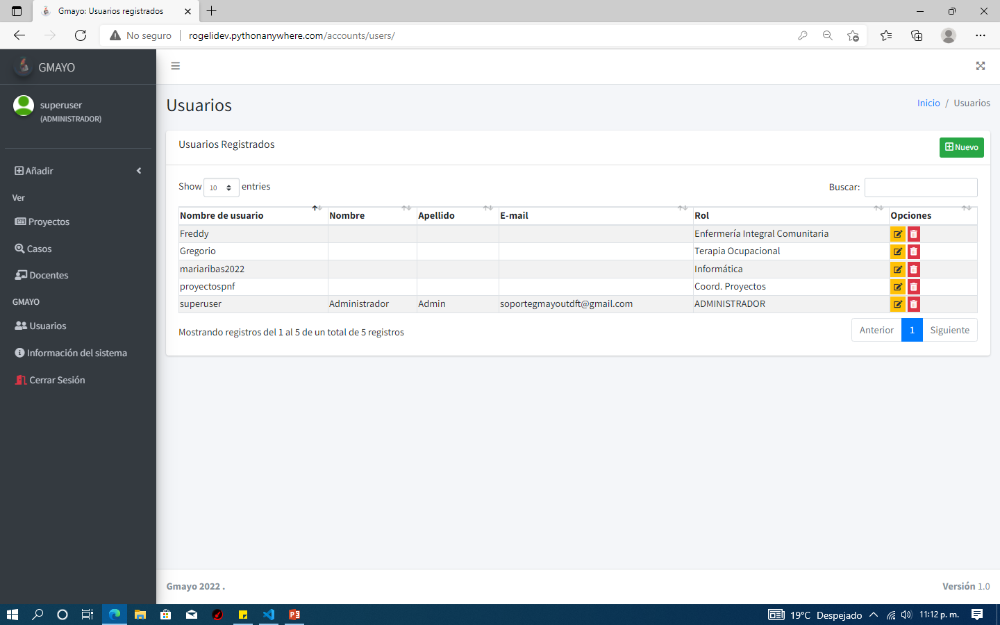 Gmayo: Usuarios registrados
No seguro
rogelidev.pythonanywhere.com/accounts/users/
GMAYO
superuser
(ADMINISTRADOR)
Añadir
Ver
Proyectos
Casos
Docentes
GMAYO
Usuarios
Información del sistema
Cerrar Sesión
Usuarios
Inicio / Usuarios
Usuarios Registrados
Nuevo
Show 10 entries
Buscar:
Nombre de usuario Nombre Apellido E-mail Rol Opciones
Freddy Enfermería Integral Comunitaria
Gregorio Terapia Ocupacional
mariaribas2022 Informática
proyectospnf Coord. Proyectos
superuser Administrador Admin soportegmayoutdft@gmail.com ADMINISTRADOR
Mostrando registros del 1 al 5 de un total de 5 registros
Anterior 1 Siguiente
Gmayo 2022 .
Versión 1.0
19°C Despejado
11:12 p. m.